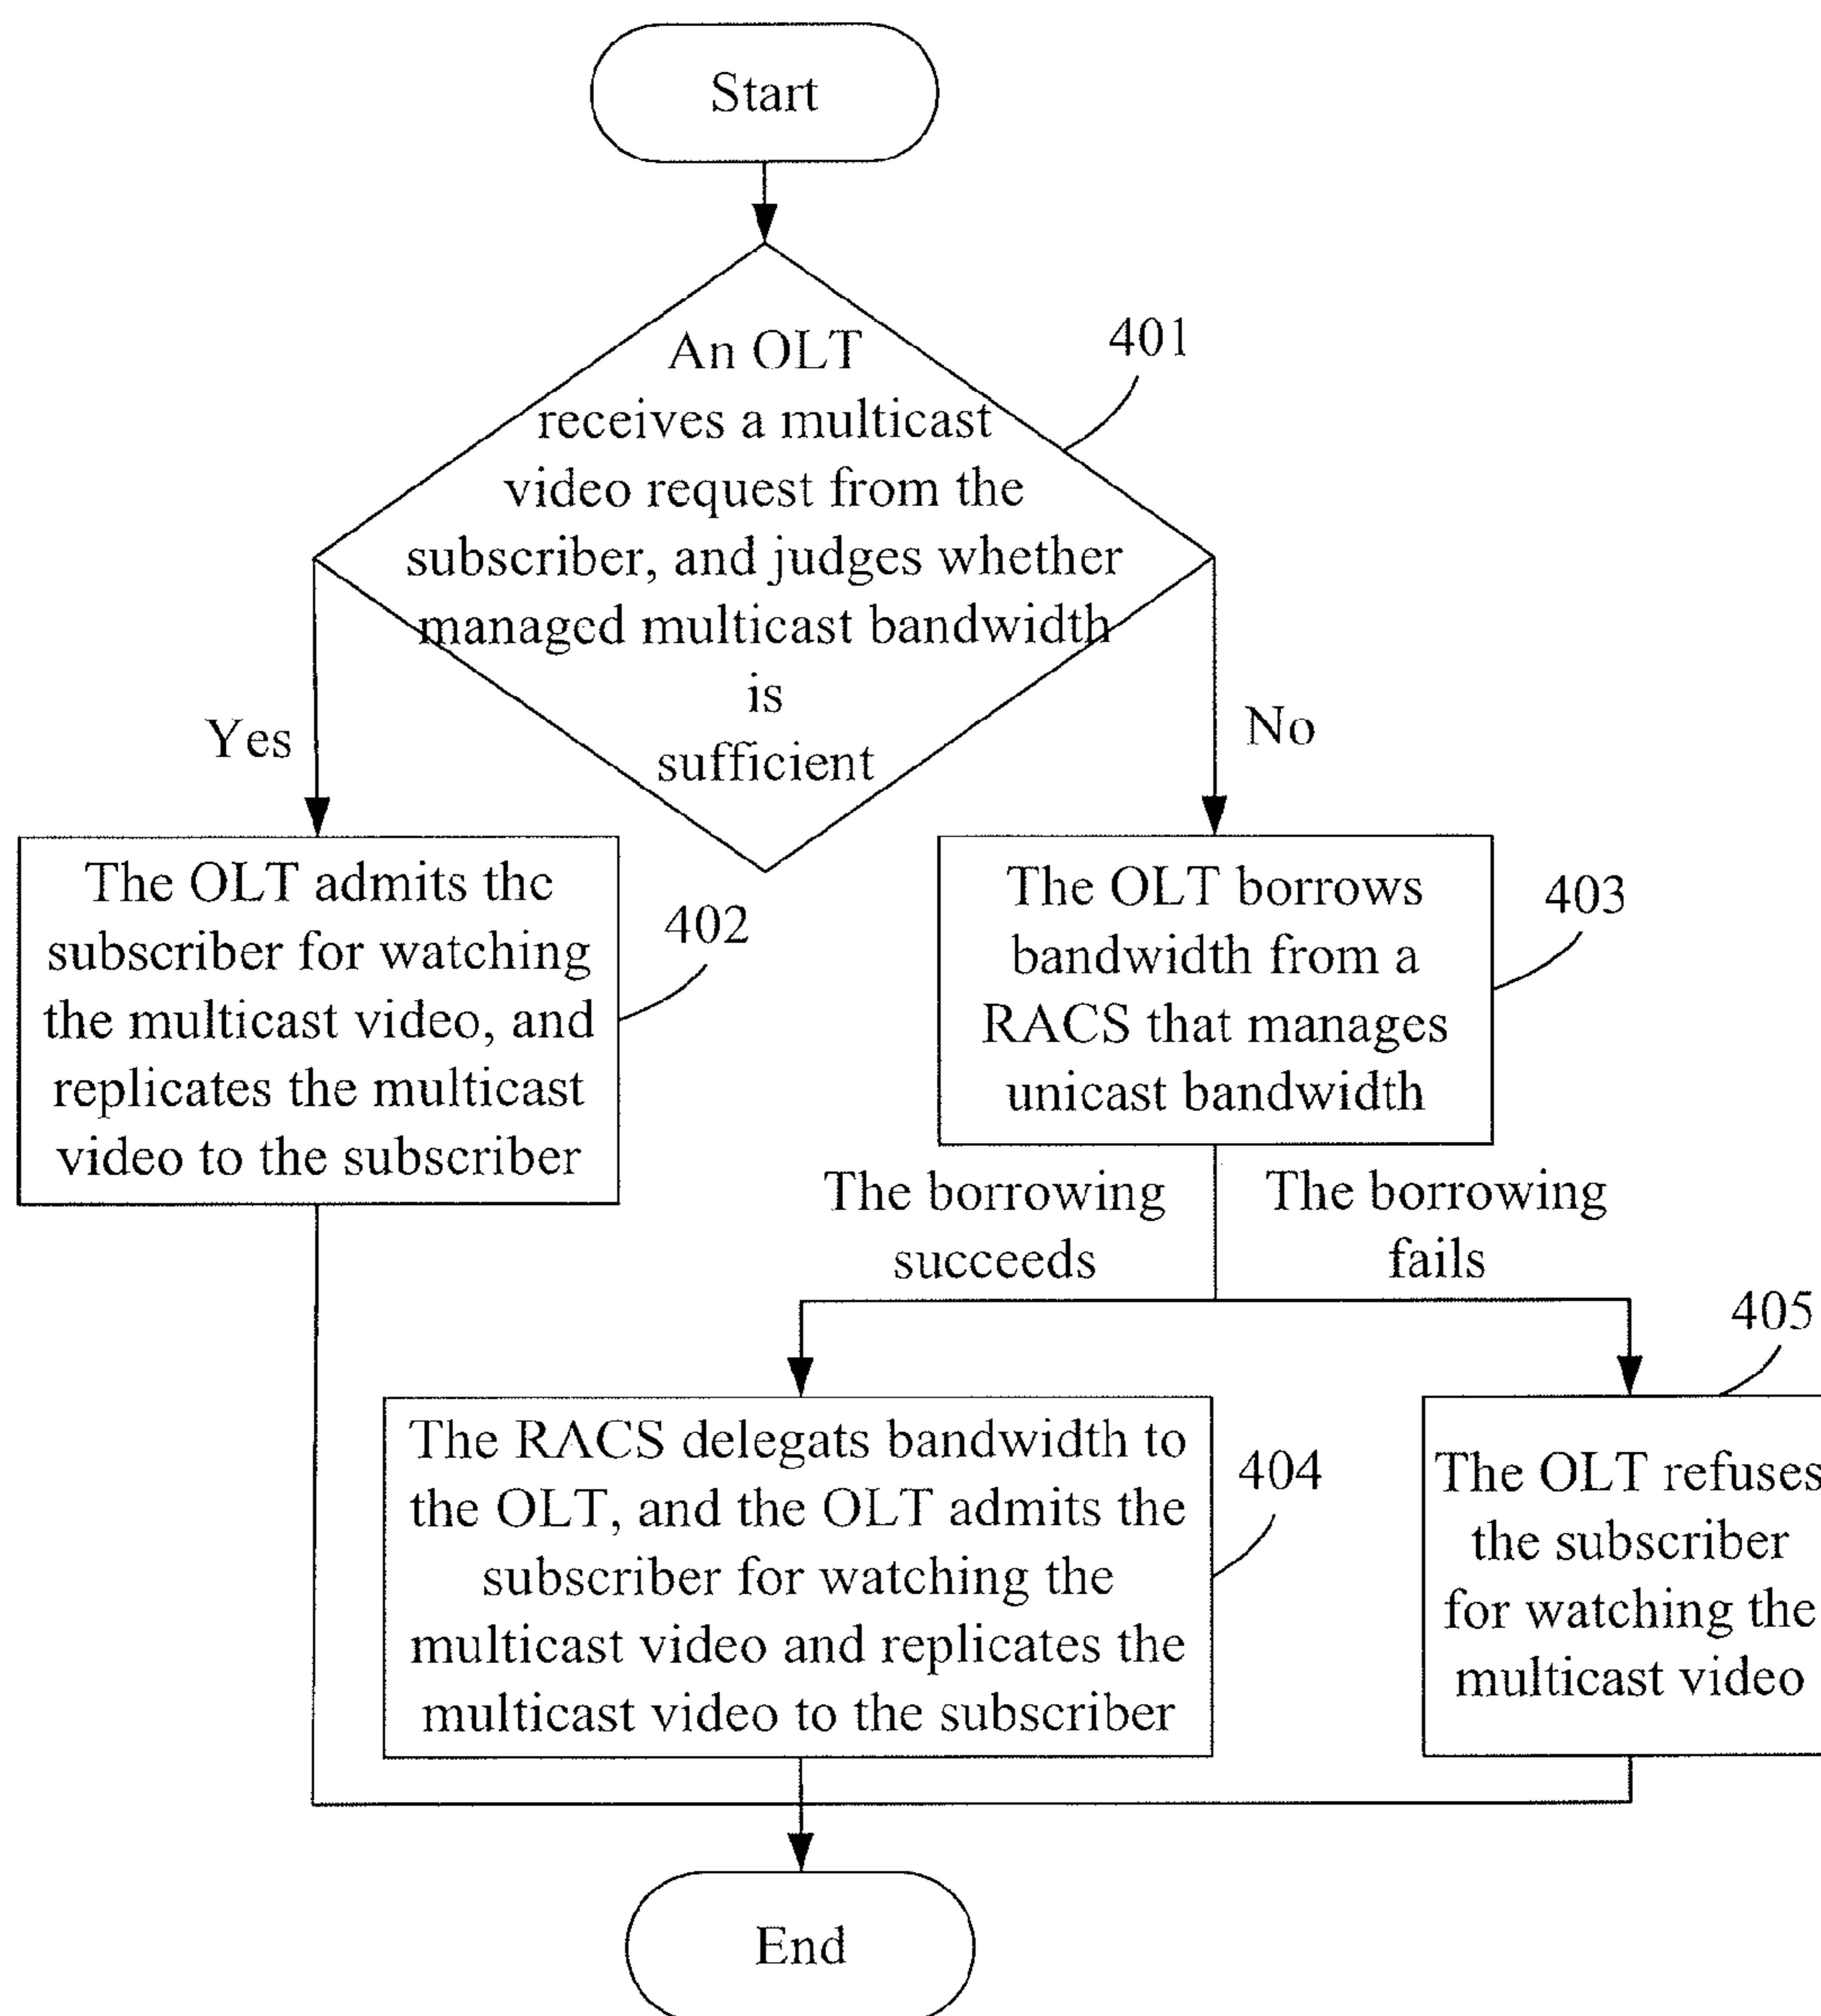 Start
An OLT
receives a multicast
video request from the
subscriber, and judges whether
managed multicast bandwidth
is
sufficient
401
Yes
No
The OLT admits the
subscriber for watching
the multicast video, and
replicates the multicast
video to the subscriber
402
The OLT borrows
bandwidth from a
RACS that manages
unicast bandwidth
403
The borrowing
succeeds
The borrowing
fails
The RACS delegats bandwidth to
the OLT, and the OLT admits the
subscriber for watching the
multicast video and replicates the
multicast video to the subscriber
404
405
The OLT refuses
the subscriber
for watching the
multicast video
End